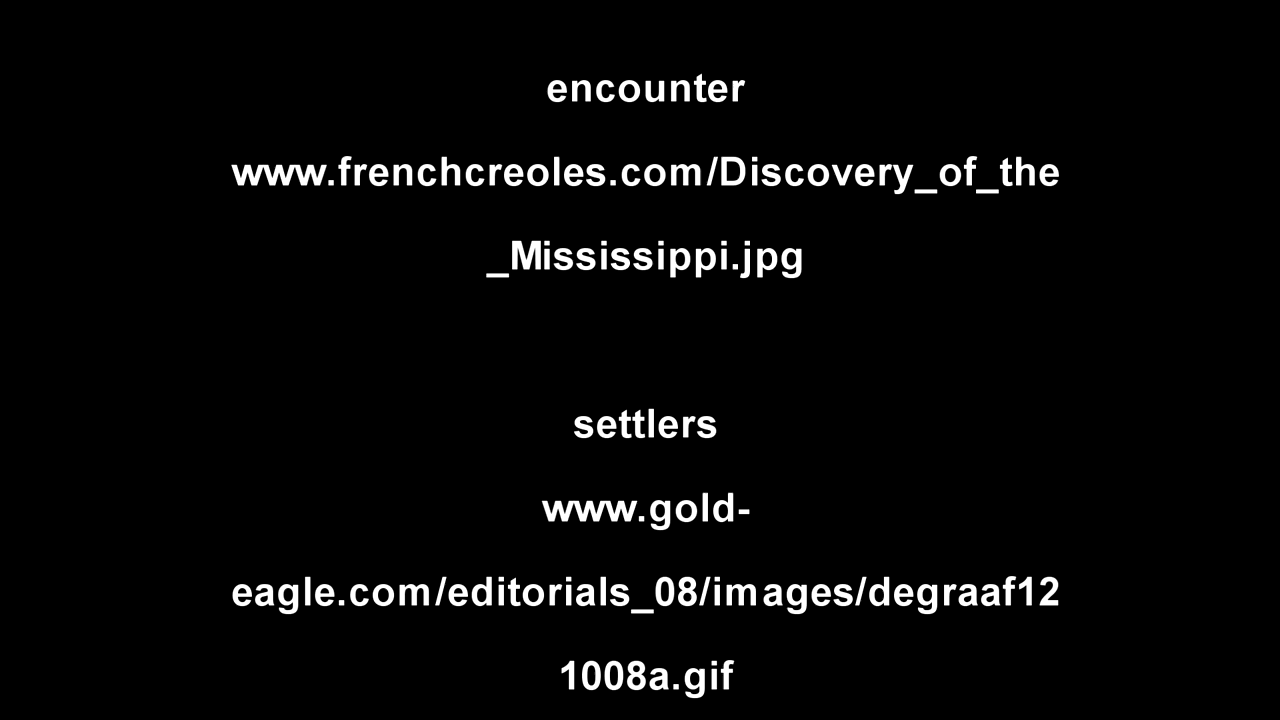 encounter
www.frenchcreoles.com/Discovery_of_the
_Mississippi.jpg
settlers
www.gold-
eagle.com/editorials_08/images/degraaf12
1008a.gif